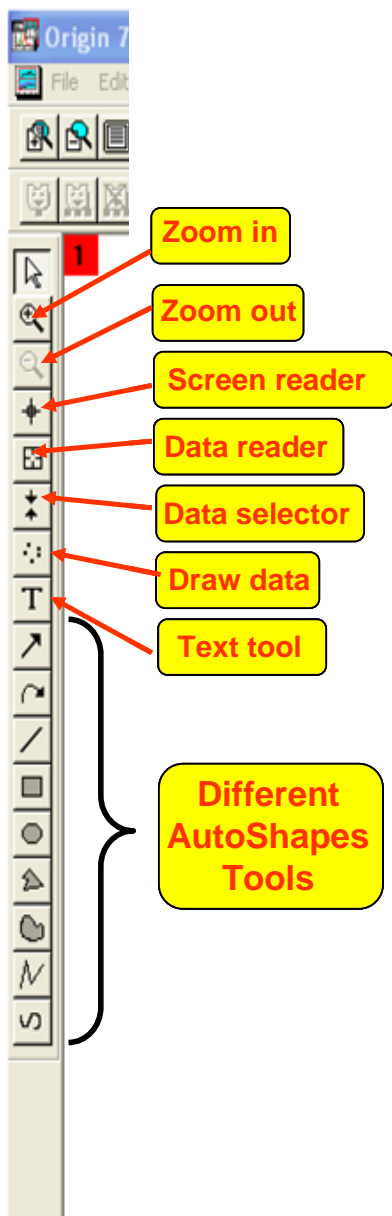 Origin 7
File Edit
1
Zoom in
Zoom out
Screen reader
Data reader
Data selector
Draw data
T
Text tool
Different
AutoShapes
Tools